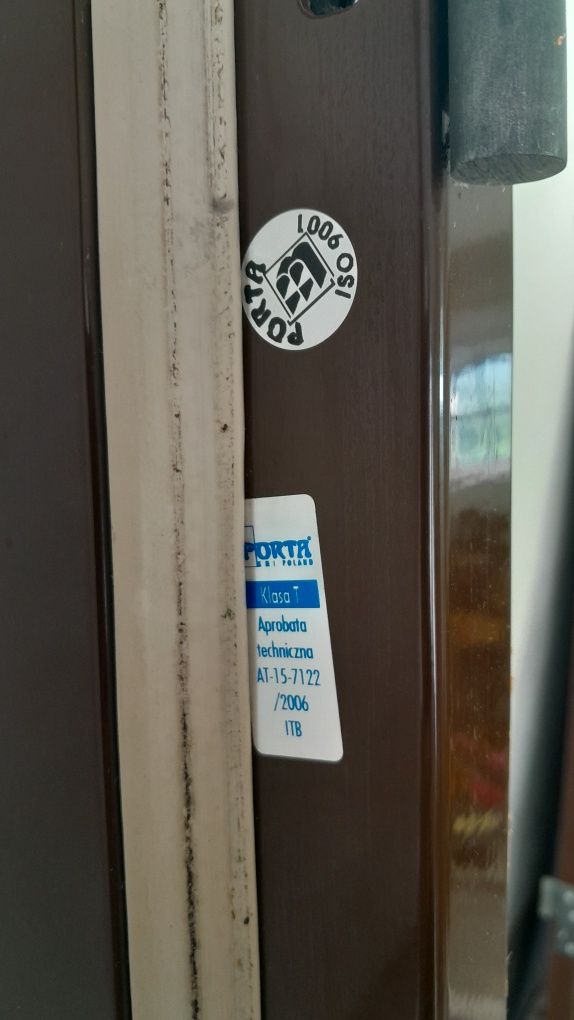 PORTA ISO 9001
PORTA
KMI POLAND
Klasa T
Aprobata
techniczna
AT-15-7122
/2006
ITB